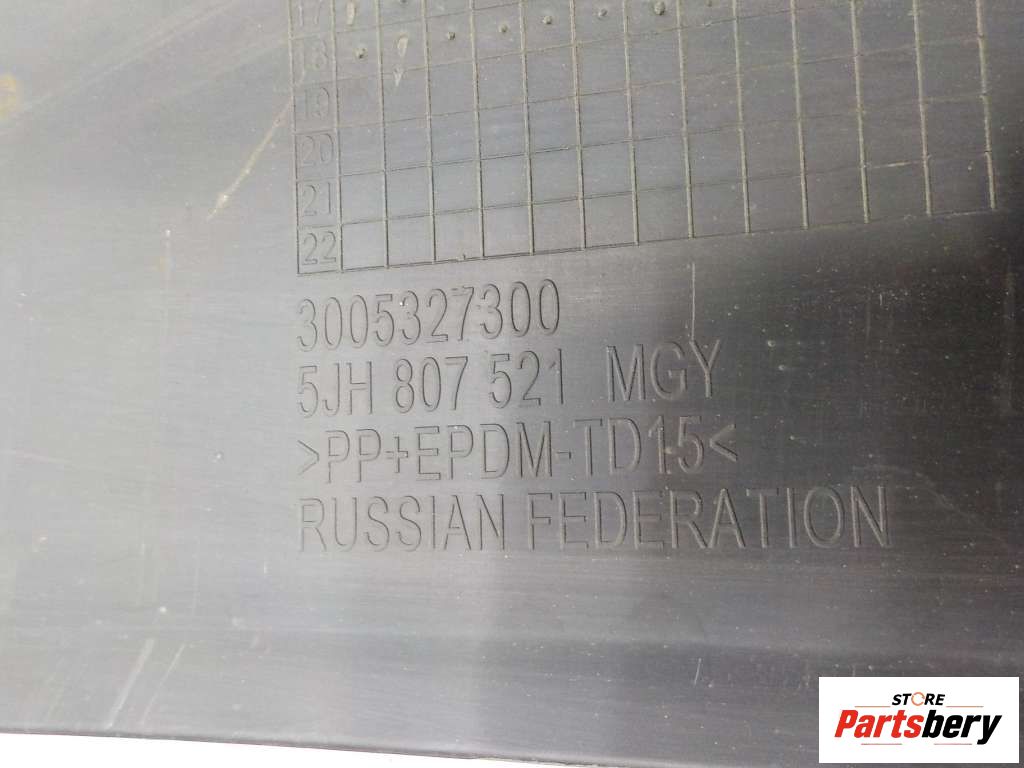 17
18
19
20
21
22
3005327300
5JH 807 521 MGY
>PP+EPDM-TD15<
RUSSIAN FEDERATION
STORE
Partsbery